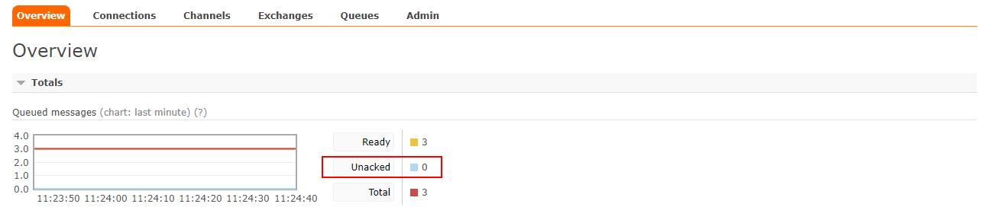 Overview Connections Channels Exchanges Queues Admin
Overview
Totals
Queued messages (chart: last minute) (?)
4.0
3.0
2.0
1.0
0.0
11:23:50 11:24:00 11:24:10 11:24:20 11:24:30 11:24:40
Ready 3
Unacked 0
Total 3